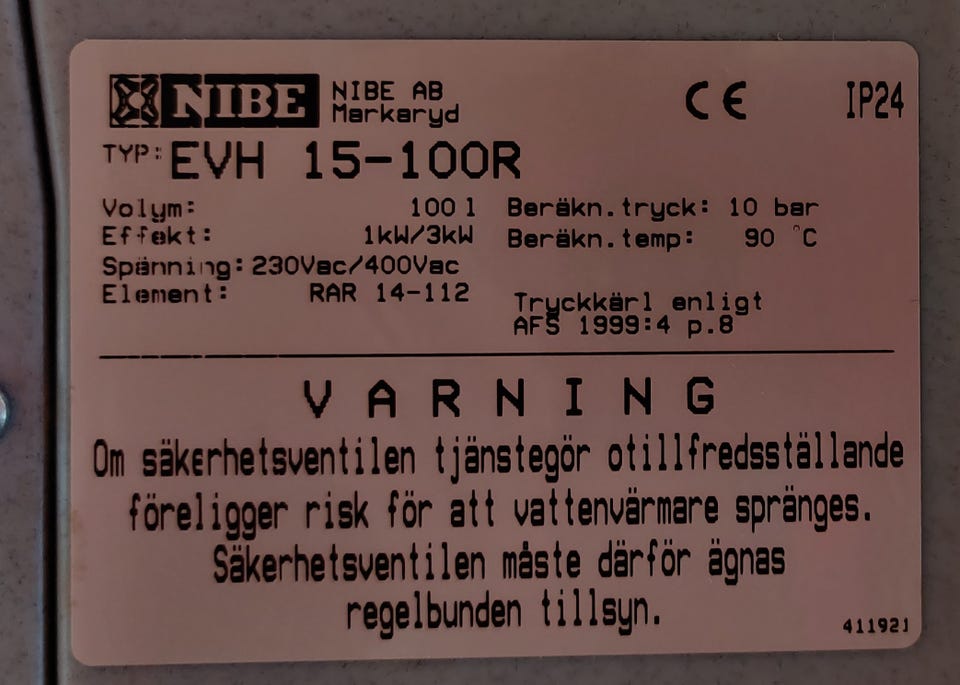 NIBE NIBE AB
Markaryd
CE IP24
TYP: EVH 15-100R
Volym: 100 l
Effekt: 1kW/3kW
Spänning: 230Vac/400Vac
Element: RAR 14-112
Beräkn.tryck: 10 bar
Beräkn.temp: 90 °C
Tryckkärl enligt
AFS 1999:4 p.8
VARNING
Om säkerhetsventilen tjänstegör otillfredsställande
föreligger risk för att vattenvärmare spränges.
Säkerhetsventilen måste därför ägnas
regelbunden tillsyn.
411921